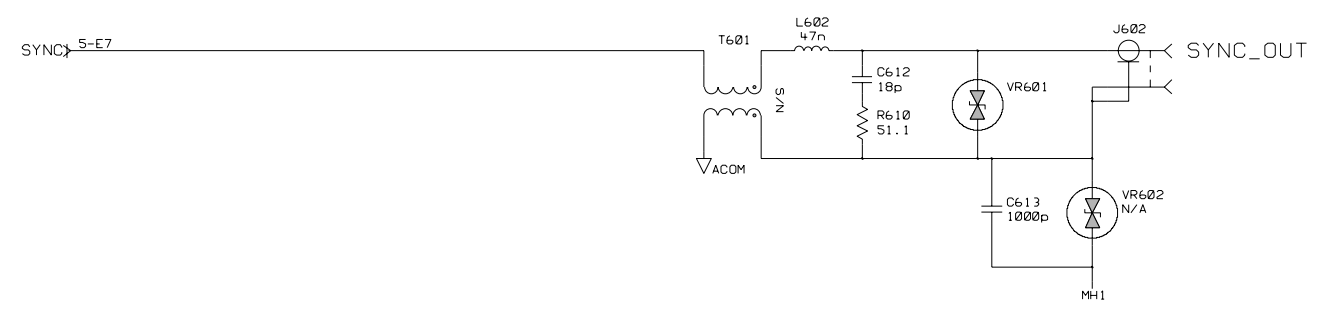 SYNC
5-E7
T601
S/N
L602
47n
C612
18p
R610
51.1
VR601
J602
SYNC_OUT
ACOM
C613
1000p
VR602
N/A
MH1